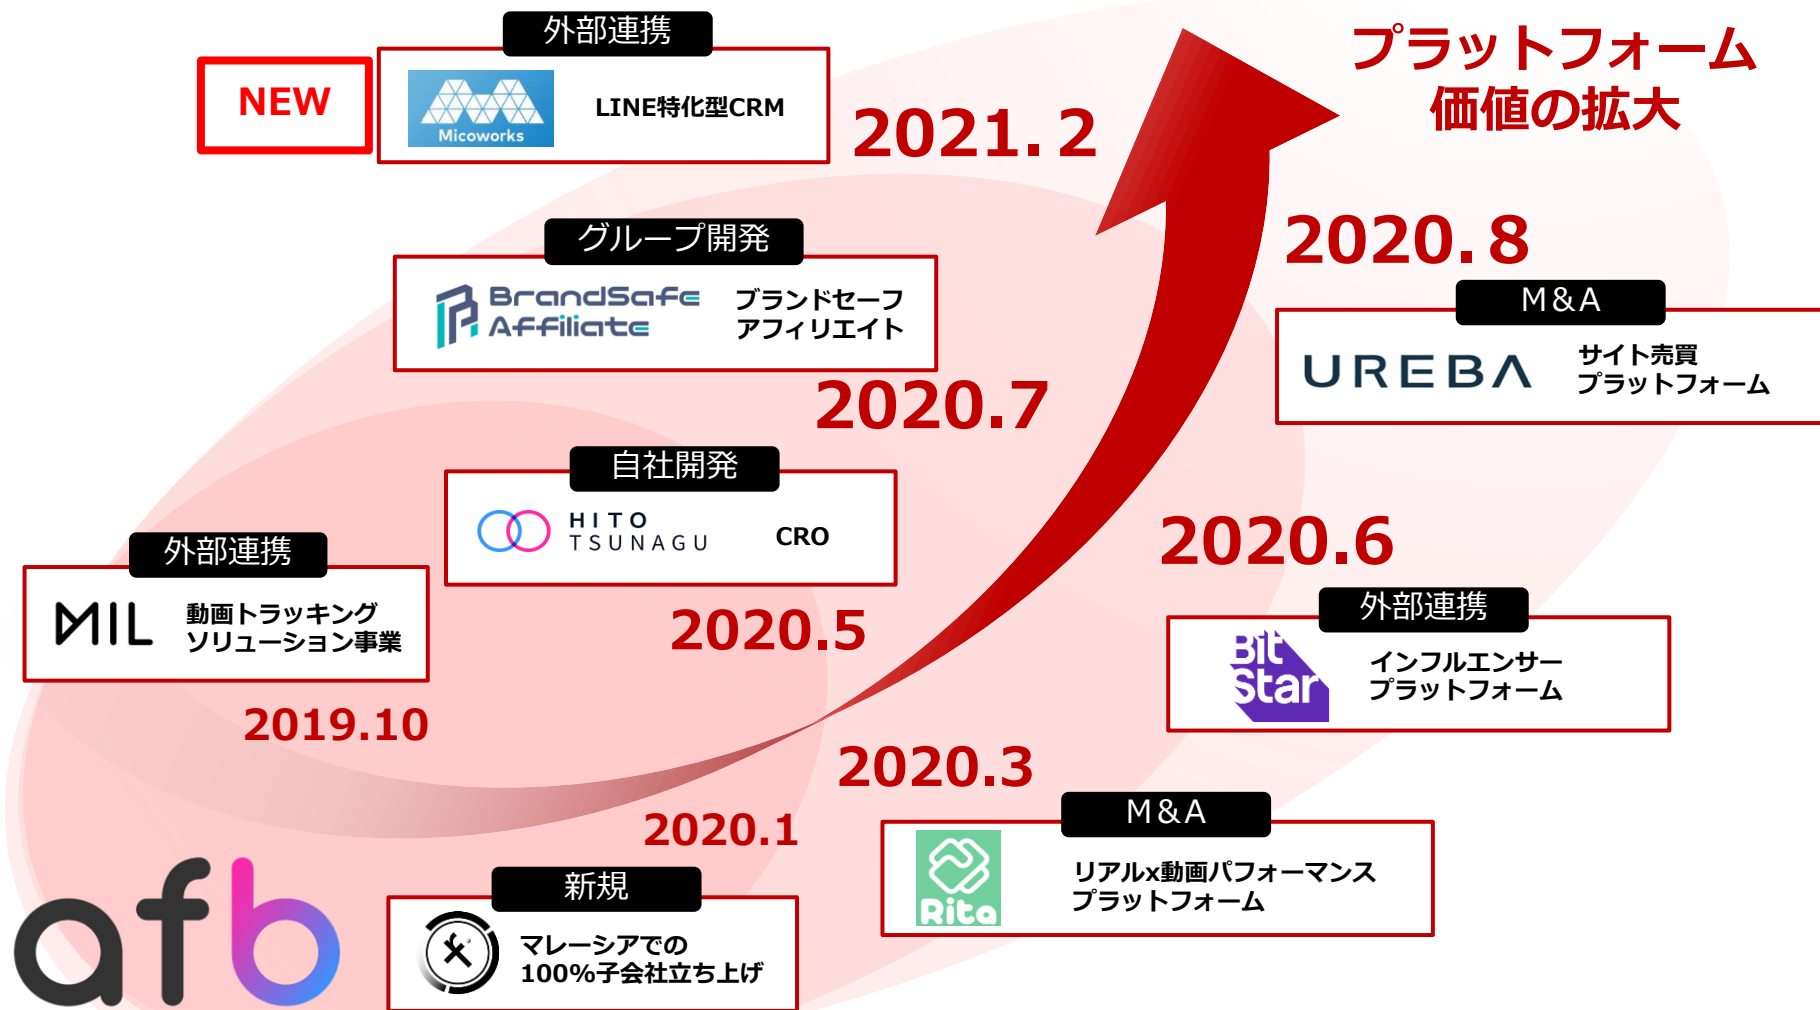 外部連携
NEW
Micoworks
LINE特化型CRM
2021.2
プラットフォーム
価値の拡大
グループ開発
BrandSafe
Affiliate
ブランドセーフ
アフィリエイト
2020.7
2020.8
M&A
UREBA
サイト売買
プラットフォーム
自社開発
HITO
TSUNAGU
CRO
2020.5
外部連携
MIL
動画トラッキング
ソリューション事業
2019.10
2020.6
外部連携
Bit
Star
インフルエンサー
プラットフォーム
2020.3
M&A
Rita
リアルx動画パフォーマンス
プラットフォーム
2020.1
新規
マレーシアでの
100%子会社立ち上げ
afb